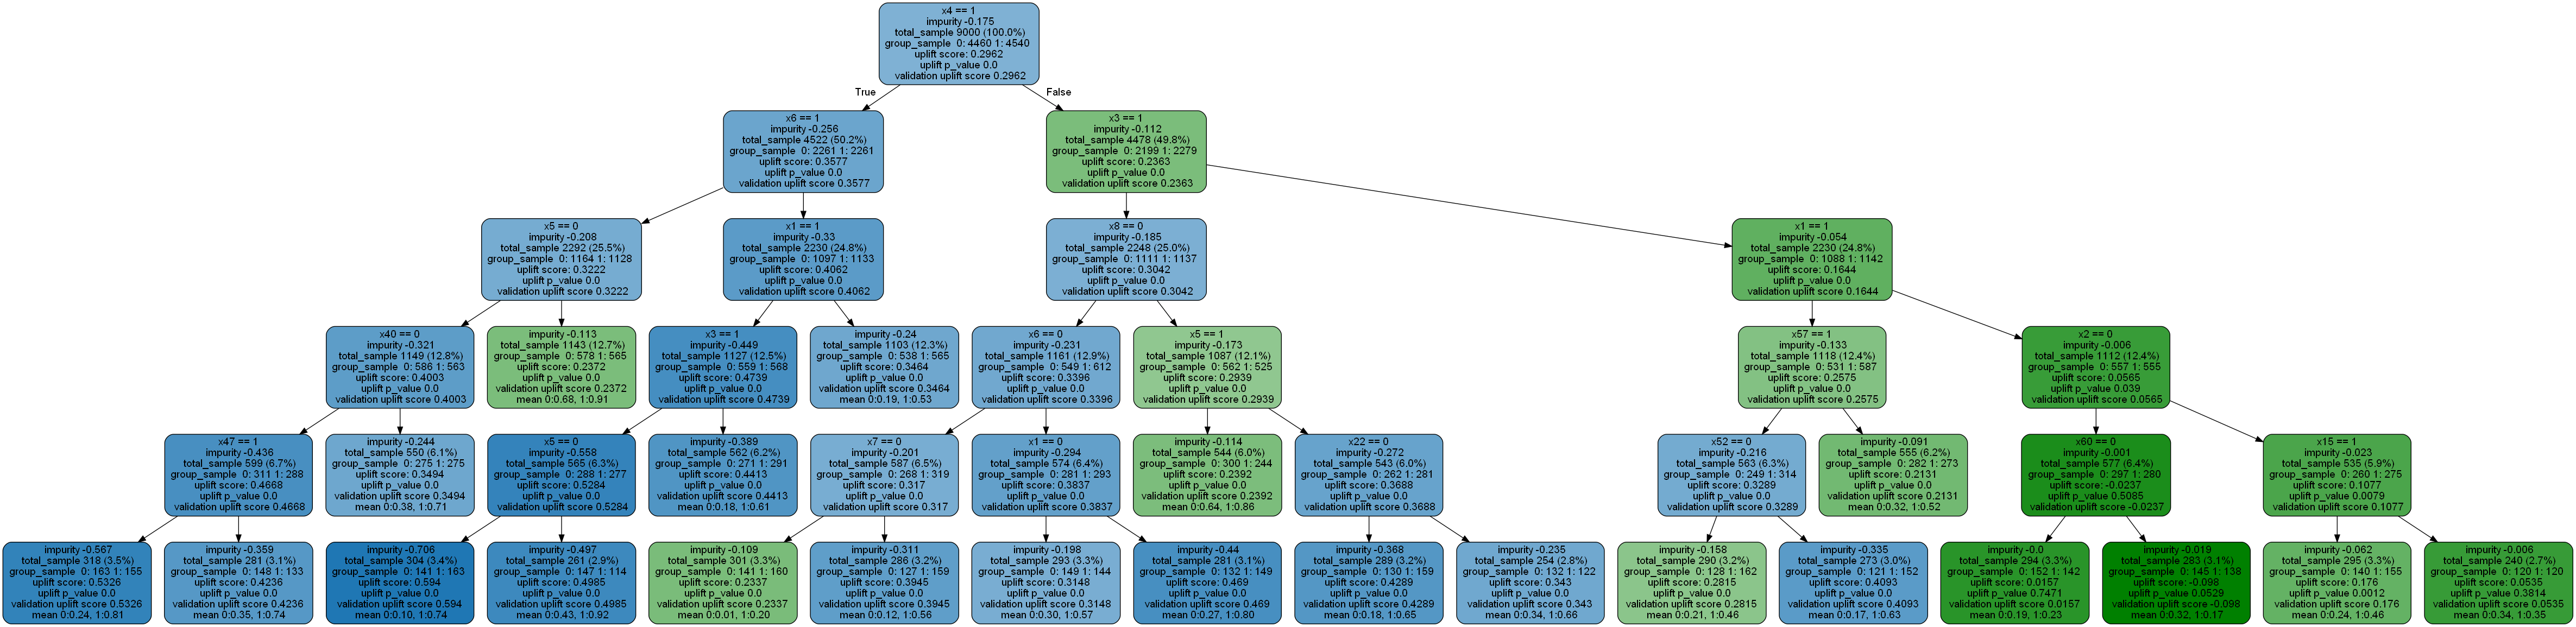 x4 == 1
impurity -0.175
total_sample 9000 (100.0%)
group_sample 0: 4460 1: 4540
uplift score: 0.2962
uplift p_value 0.0
validation uplift score 0.2962
True
False
x6 == 1
impurity -0.256
total_sample 4522 (50.2%)
group_sample 0: 2261 1: 2261
uplift score: 0.3577
uplift p_value 0.0
validation uplift score 0.3577
x3 == 1
impurity -0.112
total_sample 4478 (49.8%)
group_sample 0: 2199 1: 2279
uplift score: 0.2363
uplift p_value 0.0
validation uplift score 0.2363
x5 == 0
impurity -0.208
total_sample 2292 (25.5%)
group_sample 0: 1164 1: 1128
uplift score: 0.3222
uplift p_value 0.0
validation uplift score 0.3222
x1 == 1
impurity -0.33
total_sample 2230 (24.8%)
group_sample 0: 1097 1: 1133
uplift score: 0.4062
uplift p_value 0.0
validation uplift score 0.4062
x8 == 0
impurity -0.185
total_sample 2248 (25.0%)
group_sample 0: 1111 1: 1137
uplift score: 0.3042
uplift p_value 0.0
validation uplift score 0.3042
x1 == 1
impurity -0.054
total_sample 2230 (24.8%)
group_sample 0: 1088 1: 1142
uplift score: 0.1644
uplift p_value 0.0
validation uplift score 0.1644
x40 == 0
impurity -0.321
total_sample 1149 (12.8%)
group_sample 0: 586 1: 563
uplift score: 0.4003
uplift p_value 0.0
validation uplift score 0.4003
impurity -0.113
total_sample 1143 (12.7%)
group_sample 0: 578 1: 565
uplift score: 0.2372
uplift p_value 0.0
validation uplift score 0.2372
mean 0:0.68, 1:0.91
x3 == 1
impurity -0.449
total_sample 1127 (12.5%)
group_sample 0: 559 1: 568
uplift score: 0.4739
uplift p_value 0.0
validation uplift score 0.4739
impurity -0.24
total_sample 1103 (12.3%)
group_sample 0: 538 1: 565
uplift score: 0.3464
uplift p_value 0.0
validation uplift score 0.3464
mean 0:0.19, 1:0.53
x6 == 0
impurity -0.231
total_sample 1161 (12.9%)
group_sample 0: 549 1: 612
uplift score: 0.3396
uplift p_value 0.0
validation uplift score 0.3396
x5 == 1
impurity -0.173
total_sample 1087 (12.1%)
group_sample 0: 562 1: 525
uplift score: 0.2939
uplift p_value 0.0
validation uplift score 0.2939
x57 == 1
impurity -0.133
total_sample 1118 (12.4%)
group_sample 0: 531 1: 587
uplift score: 0.2575
uplift p_value 0.0
validation uplift score 0.2575
x2 == 0
impurity -0.006
total_sample 1112 (12.4%)
group_sample 0: 557 1: 555
uplift score: 0.0565
uplift p_value 0.039
validation uplift score 0.0565
x47 == 1
impurity -0.436
total_sample 599 (6.7%)
group_sample 0: 311 1: 288
uplift score: 0.4668
uplift p_value 0.0
validation uplift score 0.4668
impurity -0.244
total_sample 550 (6.1%)
group_sample 0: 275 1: 275
uplift score: 0.3494
uplift p_value 0.0
validation uplift score 0.3494
mean 0:0.38, 1:0.71
x5 == 0
impurity -0.558
total_sample 565 (6.3%)
group_sample 0: 288 1: 277
uplift score: 0.5284
uplift p_value 0.0
validation uplift score 0.5284
impurity -0.389
total_sample 562 (6.2%)
group_sample 0: 271 1: 291
uplift score: 0.4413
uplift p_value 0.0
validation uplift score 0.4413
mean 0:0.18, 1:0.61
x7 == 0
impurity -0.201
total_sample 587 (6.5%)
group_sample 0: 268 1: 319
uplift score: 0.317
uplift p_value 0.0
validation uplift score 0.317
x1 == 0
impurity -0.294
total_sample 574 (6.4%)
group_sample 0: 281 1: 293
uplift score: 0.3837
uplift p_value 0.0
validation uplift score 0.3837
impurity -0.114
total_sample 544 (6.0%)
group_sample 0: 300 1: 244
uplift score: 0.2392
uplift p_value 0.0
validation uplift score 0.2392
mean 0:0.64, 1:0.86
x22 == 0
impurity -0.272
total_sample 543 (6.0%)
group_sample 0: 262 1: 281
uplift score: 0.3688
uplift p_value 0.0
validation uplift score 0.3688
x52 == 0
impurity -0.216
total_sample 563 (6.3%)
group_sample 0: 249 1: 314
uplift score: 0.3289
uplift p_value 0.0
validation uplift score 0.3289
impurity -0.091
total_sample 555 (6.2%)
group_sample 0: 282 1: 273
uplift score: 0.2131
uplift p_value 0.0
validation uplift score 0.2131
mean 0:0.32, 1:0.52
x60 == 0
impurity -0.001
total_sample 577 (6.4%)
group_sample 0: 297 1: 280
uplift score: -0.0237
uplift p_value 0.5085
validation uplift score -0.0237
x15 == 1
impurity -0.023
total_sample 535 (5.9%)
group_sample 0: 260 1: 275
uplift score: 0.1077
uplift p_value 0.0079
validation uplift score 0.1077
impurity -0.567
total_sample 318 (3.5%)
group_sample 0: 163 1: 155
uplift score: 0.5326
uplift p_value 0.0
validation uplift score 0.5326
mean 0:0.24, 1:0.81
impurity -0.359
total_sample 281 (3.1%)
group_sample 0: 148 1: 133
uplift score: 0.4236
uplift p_value 0.0
validation uplift score 0.4236
mean 0:0.35, 1:0.74
impurity -0.706
total_sample 304 (3.4%)
group_sample 0: 141 1: 163
uplift score: 0.594
uplift p_value 0.0
validation uplift score 0.594
mean 0:0.10, 1:0.74
impurity -0.497
total_sample 261 (2.9%)
group_sample 0: 147 1: 114
uplift score: 0.4985
uplift p_value 0.0
validation uplift score 0.4985
mean 0:0.43, 1:0.92
impurity -0.109
total_sample 301 (3.3%)
group_sample 0: 141 1: 160
uplift score: 0.2337
uplift p_value 0.0
validation uplift score 0.2337
mean 0:0.01, 1:0.20
impurity -0.311
total_sample 286 (3.2%)
group_sample 0: 127 1: 159
uplift score: 0.3945
uplift p_value 0.0
validation uplift score 0.3945
mean 0:0.12, 1:0.56
impurity -0.198
total_sample 293 (3.3%)
group_sample 0: 149 1: 144
uplift score: 0.3148
uplift p_value 0.0
validation uplift score 0.3148
mean 0:0.30, 1:0.57
impurity -0.44
total_sample 281 (3.1%)
group_sample 0: 132 1: 149
uplift score: 0.469
uplift p_value 0.0
validation uplift score 0.469
mean 0:0.27, 1:0.80
impurity -0.368
total_sample 289 (3.2%)
group_sample 0: 130 1: 159
uplift score: 0.4289
uplift p_value 0.0
validation uplift score 0.4289
mean 0:0.18, 1:0.65
impurity -0.235
total_sample 254 (2.8%)
group_sample 0: 132 1: 122
uplift score: 0.343
uplift p_value 0.0
validation uplift score 0.343
mean 0:0.34, 1:0.66
impurity -0.158
total_sample 290 (3.2%)
group_sample 0: 128 1: 162
uplift score: 0.2815
uplift p_value 0.0
validation uplift score 0.2815
mean 0:0.21, 1:0.46
impurity -0.335
total_sample 273 (3.0%)
group_sample 0: 121 1: 152
uplift score: 0.4093
uplift p_value 0.0
validation uplift score 0.4093
mean 0:0.17, 1:0.63
impurity -0.0
total_sample 294 (3.3%)
group_sample 0: 152 1: 142
uplift score: 0.0157
uplift p_value 0.7471
validation uplift score 0.0157
mean 0:0.19, 1:0.23
impurity -0.019
total_sample 283 (3.1%)
group_sample 0: 145 1: 138
uplift score: -0.098
uplift p_value 0.0529
validation uplift score -0.098
mean 0:0.32, 1:0.17
impurity -0.062
total_sample 295 (3.3%)
group_sample 0: 140 1: 155
uplift score: 0.176
uplift p_value 0.0012
validation uplift score 0.176
mean 0:0.24, 1:0.46
impurity -0.006
total_sample 240 (2.7%)
group_sample 0: 120 1: 120
uplift score: 0.0535
uplift p_value 0.3814
validation uplift score 0.0535
mean 0:0.34, 1:0.35